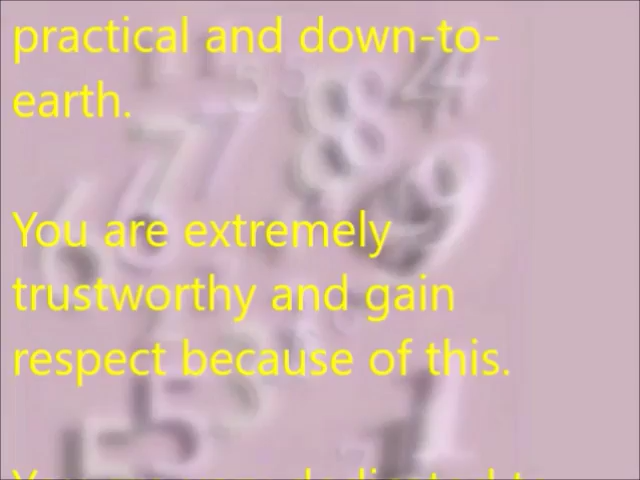 practical and down-to-
earth.
You are extremely
trustworthy and gain
respect because of this.